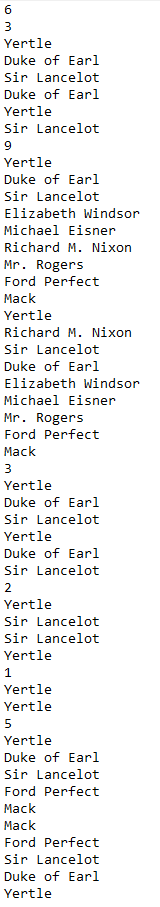 6
3
Yertle
Duke of Earl
Sir Lancelot
Duke of Earl
Yertle
Sir Lancelot
9
Yertle
Duke of Earl
Sir Lancelot
Elizabeth Windsor
Michael Eisner
Richard M. Nixon
Mr. Rogers
Ford Perfect
Mack
Yertle
Richard M. Nixon
Sir Lancelot
Duke of Earl
Elizabeth Windsor
Michael Eisner
Mr. Rogers
Ford Perfect
Mack
3
Yertle
Duke of Earl
Sir Lancelot
Yertle
Duke of Earl
Sir Lancelot
2
Yertle
Sir Lancelot
Sir Lancelot
Yertle
1
Yertle
Yertle
5
Yertle
Duke of Earl
Sir Lancelot
Ford Perfect
Mack
Mack
Ford Perfect
Sir Lancelot
Duke of Earl
Yertle